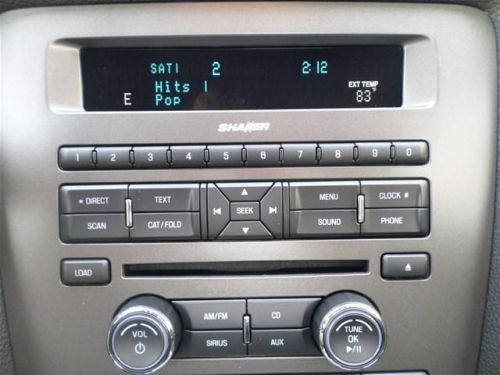 SAT1 2 2:12
Hits 1
EXT TEMP
E Pop 83°F
SHAKER
1 2 3 4 5 6 7 8 9 0
* DIRECT TEXT MENU CLOCK #
SEEK
SCAN CAT/FOLD SOUND PHONE
LOAD
AM/FM CD
VOL TUNE
OK
SIRIUS AUX